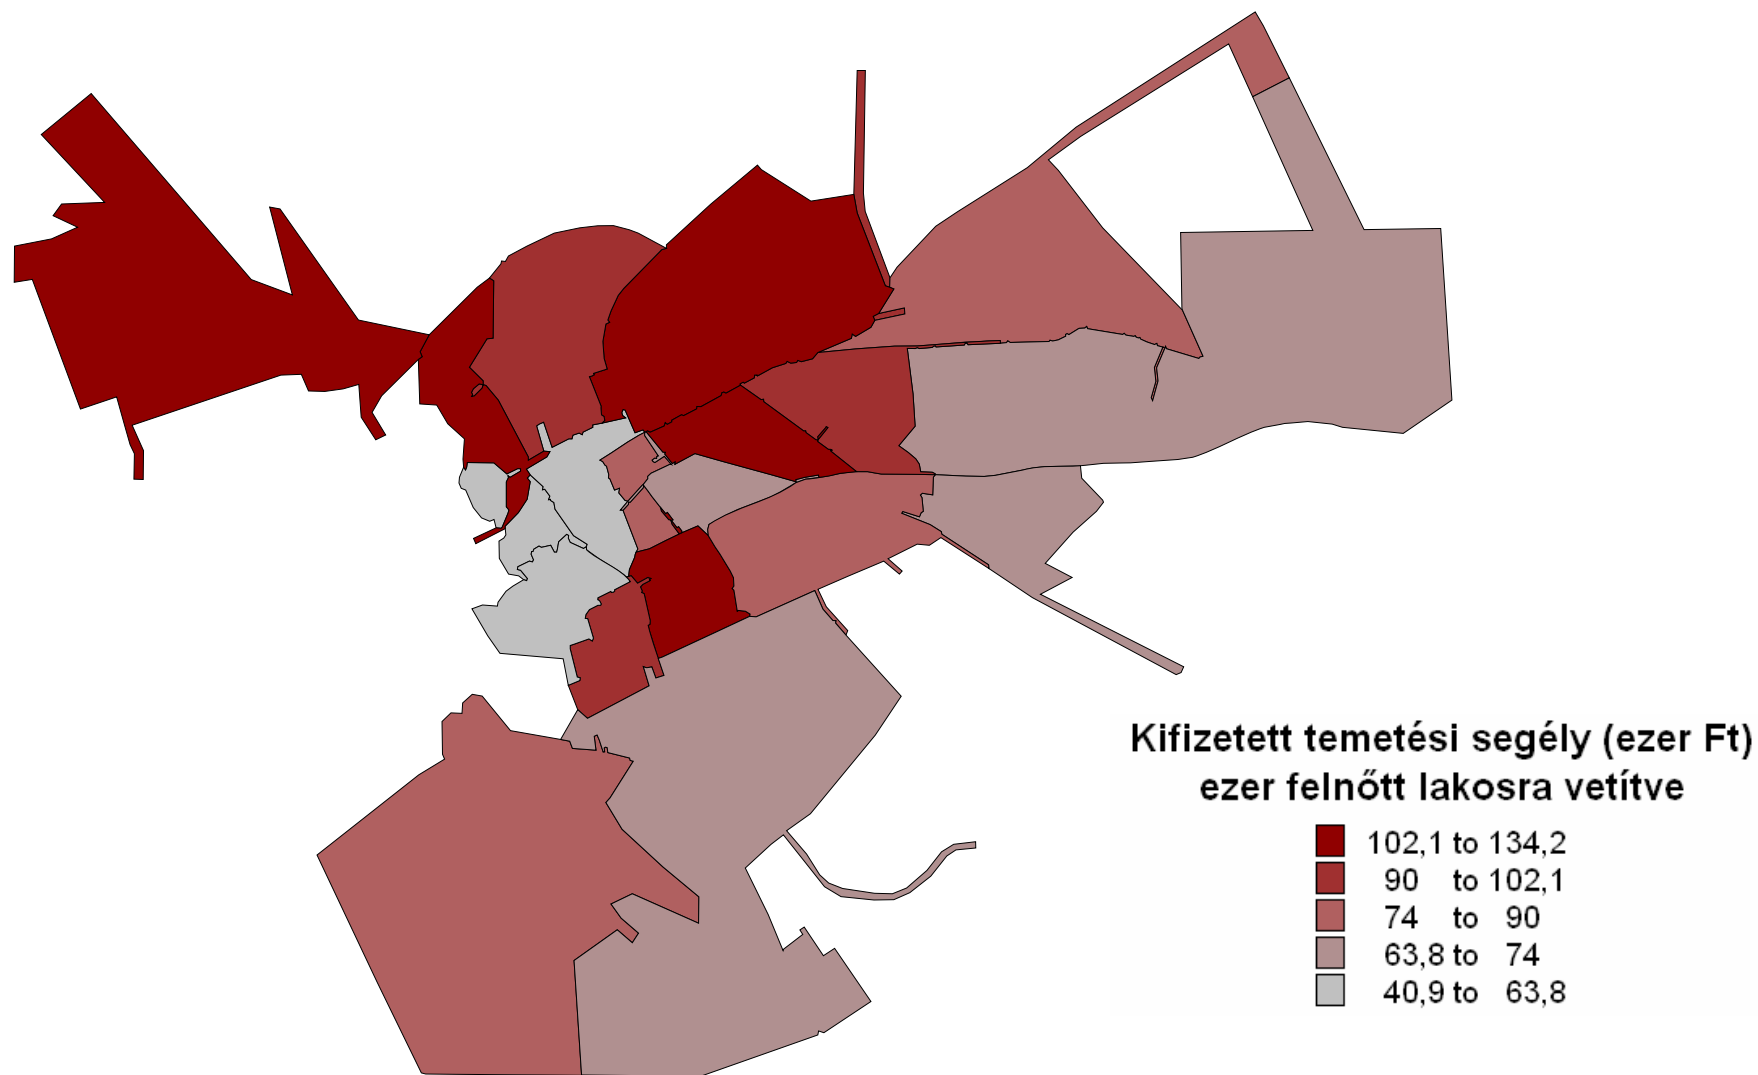 Kifizetett temetési segély (ezer Ft)
ezer felnőtt lakosra vetítve
102,1 to 134,2
90 to 102,1
74 to 90
63,8 to 74
40,9 to 63,8